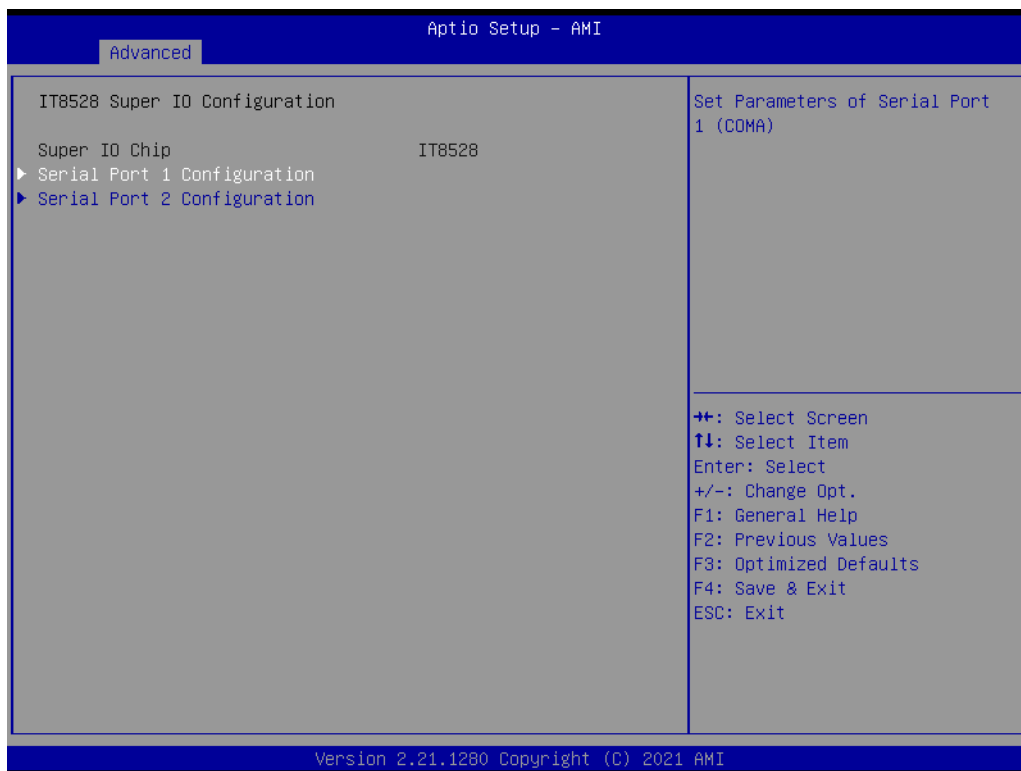 Aptio Setup – AMI
Advanced
IT8528 Super IO Configuration
Super IO Chip IT8528
Serial Port 1 Configuration
Serial Port 2 Configuration
Set Parameters of Serial Port
1 (COMA)
→←: Select Screen
↑↓: Select Item
Enter: Select
+/-: Change Opt.
F1: General Help
F2: Previous Values
F3: Optimized Defaults
F4: Save & Exit
ESC: Exit
Version 2.21.1280 Copyright (C) 2021 AMI